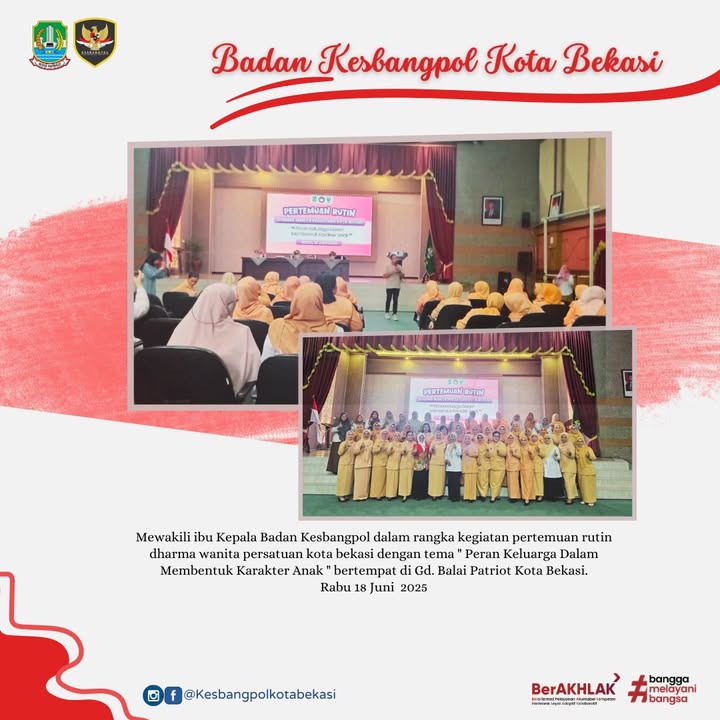 Badan Kesbangpol Kota Bekasi
PERTEMUAN RUTIN
PERTEMUAN RUTIN
Mewakili ibu Kepala Badan Kesbangpol dalam rangka kegiatan pertemuan rutin
dharma wanita persatuan kota bekasi dengan tema " Peran Keluarga Dalam
Membentuk Karakter Anak " bertempat di Gd. Balai Patriot Kota Bekasi.
Rabu 18 Juni 2025
@Kesbangpolkotabekasi
BerAKHLAK
#bangga
melayani
bangsa